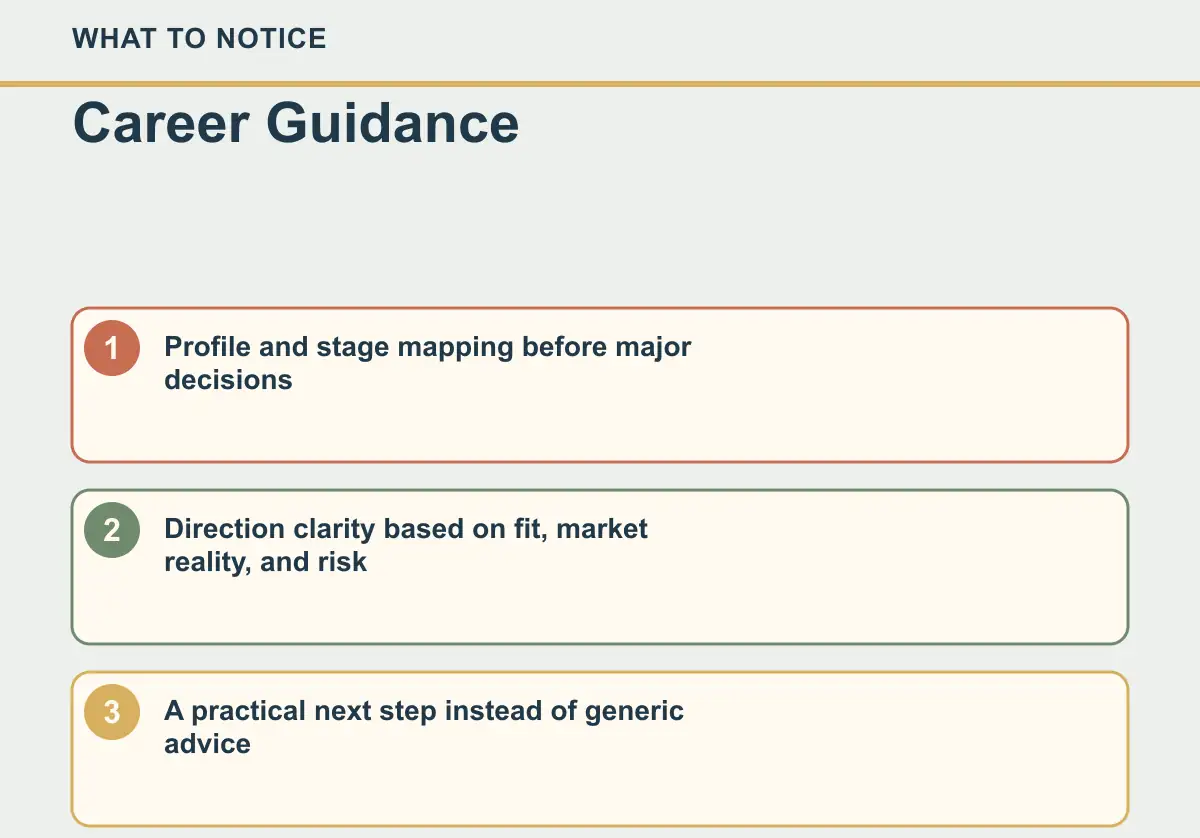 WHAT TO NOTICE
Career Guidance
1
Profile and stage mapping before major
decisions
2
Direction clarity based on fit, market
reality, and risk
3
A practical next step instead of generic
advice